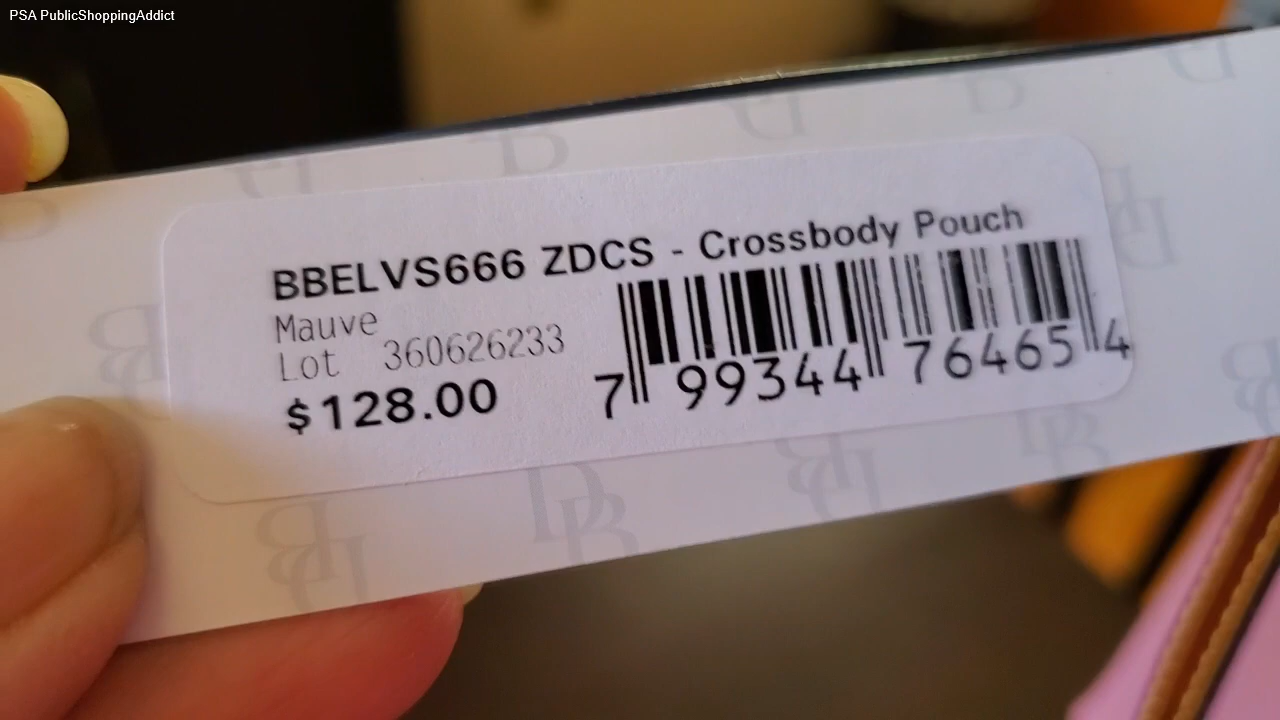 PSA PublicShoppingAddict
BBELVS666 ZDCS - Crossbody Pouch
Mauve
Lot 360626233
$128.00
7 99344 76465 4